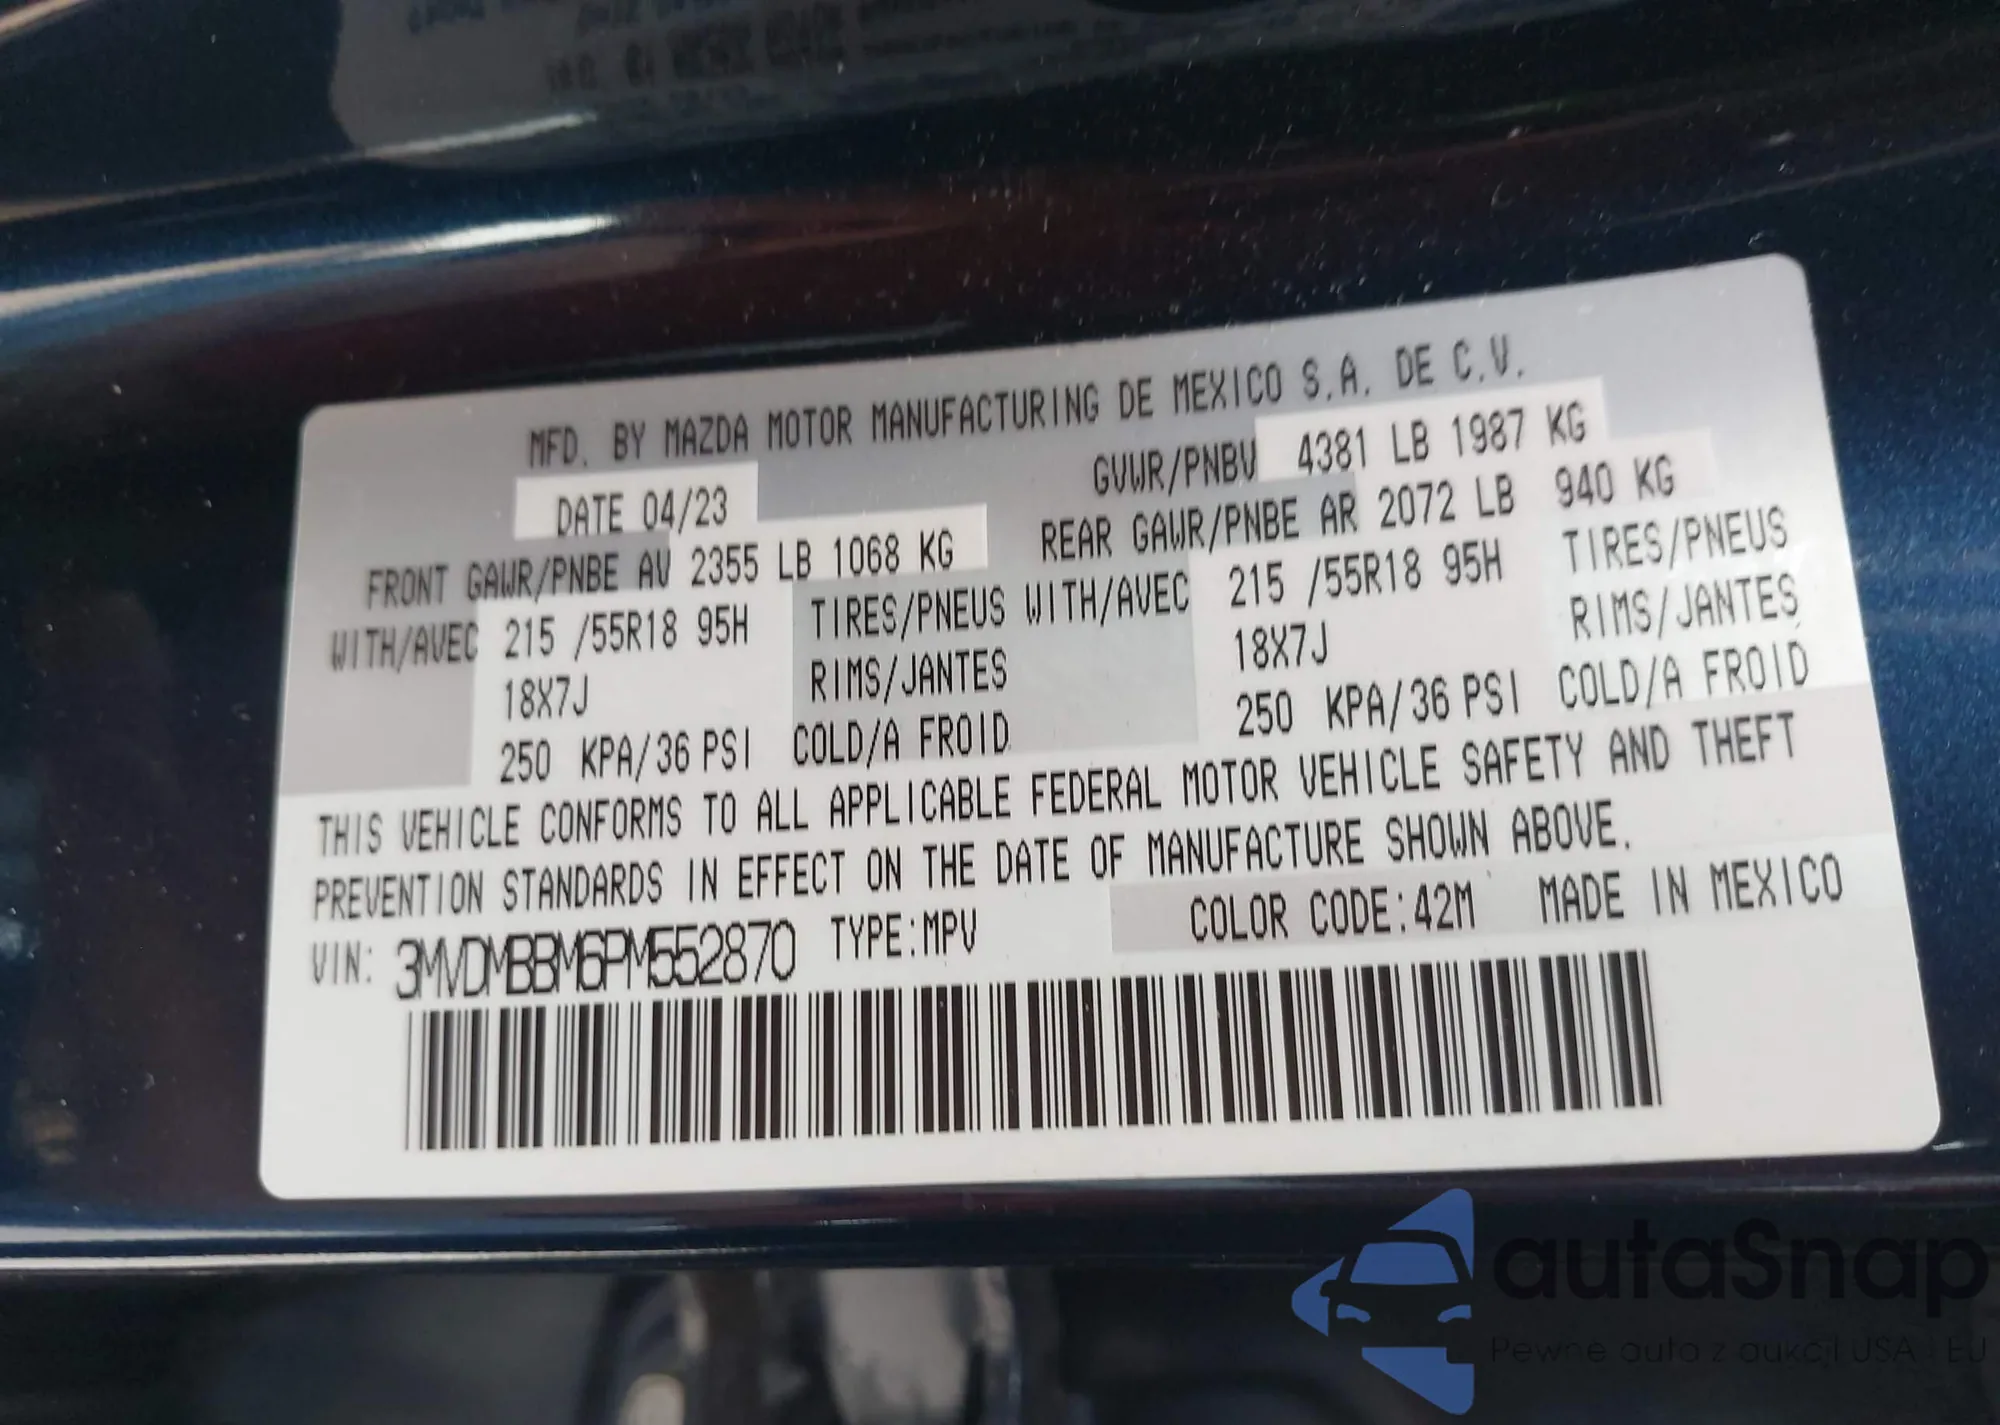 MFD. BY MAZDA MOTOR MANUFACTURING DE MEXICO S.A. DE C.V.
DATE 04/23 GVWR/PNBV 4381 LB 1987 KG
FRONT GAWR/PNBE AV 2355 LB 1068 KG REAR GAWR/PNBE AR 2072 LB 940 KG
WITH/AVEC 215 /55R18 95H TIRES/PNEUS WITH/AVEC 215 /55R18 95H TIRES/PNEUS
18X7J RIMS/JANTES 18X7J RIMS/JANTES
250 KPA/36 PSI COLD/A FROID 250 KPA/36 PSI COLD/A FROID
THIS VEHICLE CONFORMS TO ALL APPLICABLE FEDERAL MOTOR VEHICLE SAFETY AND THEFT
PREVENTION STANDARDS IN EFFECT ON THE DATE OF MANUFACTURE SHOWN ABOVE.
VIN: 3MVDMBBM6PM552870 TYPE:MPV COLOR CODE:42M MADE IN MEXICO
autaSnap
Pewne auta z aukcji USA i EU